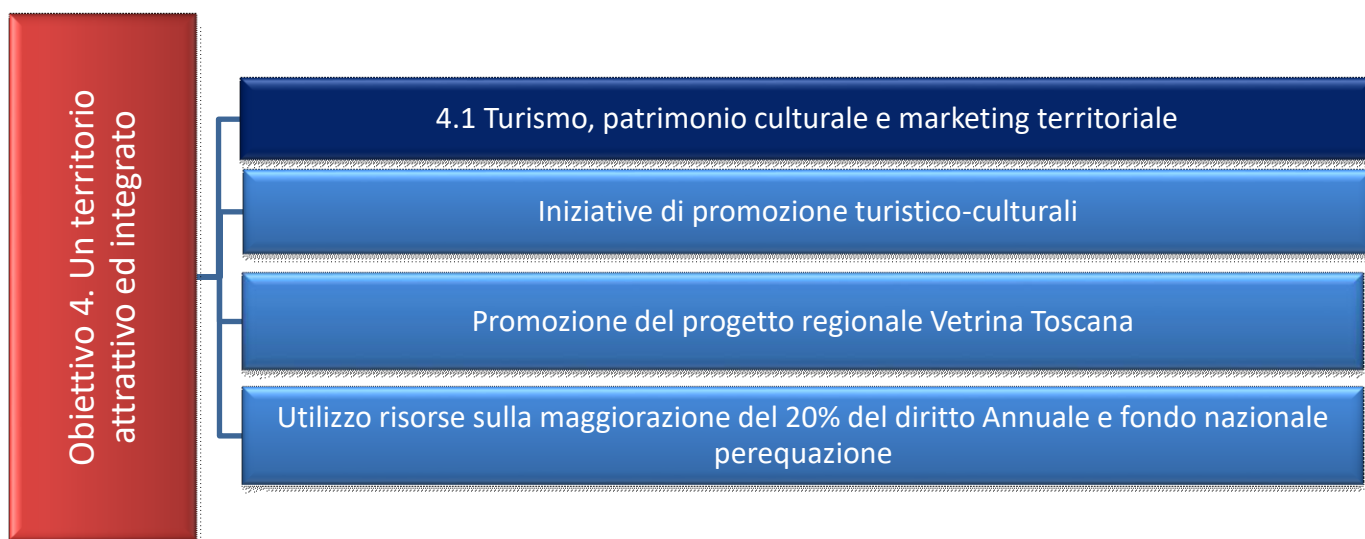 Obiettivo 4. Un territorio
attrattivo ed integrato
4.1 Turismo, patrimonio culturale e marketing territoriale
Iniziative di promozione turistico-culturali
Promozione del progetto regionale Vetrina Toscana
Utilizzo risorse sulla maggiorazione del 20% del diritto Annuale e fondo nazionale
perequazione